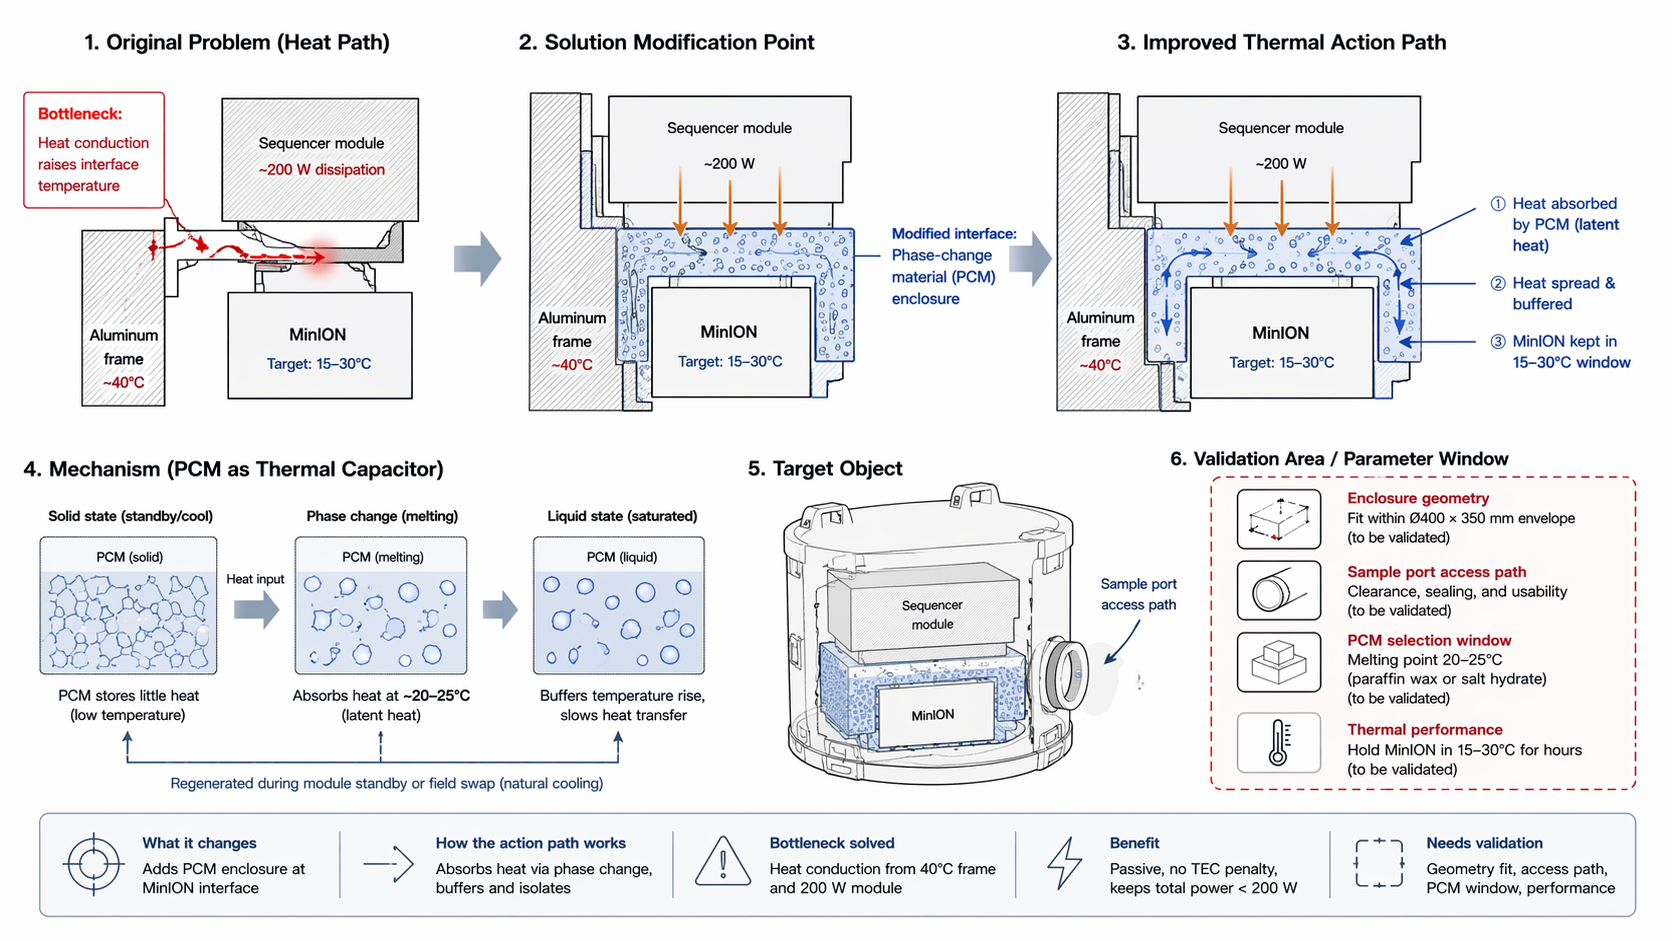 1. Original Problem (Heat Path)
Bottleneck:
Heat conduction
raises interface
temperature
Sequencer module
~200 W dissipation
Aluminum
frame
~40°C
MinION
Target: 15–30°C
2. Solution Modification Point
Sequencer module
~200 W
Aluminum
frame
~40°C
MinION
Target: 15–30°C
Modified interface:
Phase-change
material (PCM)
enclosure
3. Improved Thermal Action Path
Sequencer module
~200 W
Aluminum
frame
~40°C
MinION
Target: 15–30°C
① Heat absorbed
by PCM (latent
heat)
② Heat spread &
buffered
③ MinION kept in
15–30°C window
4. Mechanism (PCM as Thermal Capacitor)
Solid state (standby/cool)
PCM (solid)
PCM stores little heat
(low temperature)
Heat input
Phase change (melting)
PCM (melting)
Absorbs heat at ~20–25°C
(latent heat)
Liquid state (saturated)
PCM (liquid)
Buffers temperature rise,
slows heat transfer
Regenerated during module standby or field swap (natural cooling)
5. Target Object
Sequencer
module
MinION
Sample port
access path
6. Validation Area / Parameter Window
Enclosure geometry
Fit within Ø400 × 350 mm envelope
(to be validated)
Sample port access path
Clearance, sealing, and usability
(to be validated)
PCM selection window
Melting point 20–25°C
(paraffin wax or salt hydrate)
(to be validated)
Thermal performance
Hold MinION in 15–30°C for hours
(to be validated)
What it changes
Adds PCM enclosure at
MinION interface
How the action path works
Absorbs heat via phase change,
buffers and isolates
Bottleneck solved
Heat conduction from 40°C frame
and 200 W module
Benefit
Passive, no TEC penalty,
keeps total power < 200 W
Needs validation
Geometry fit, access path,
PCM window, performance